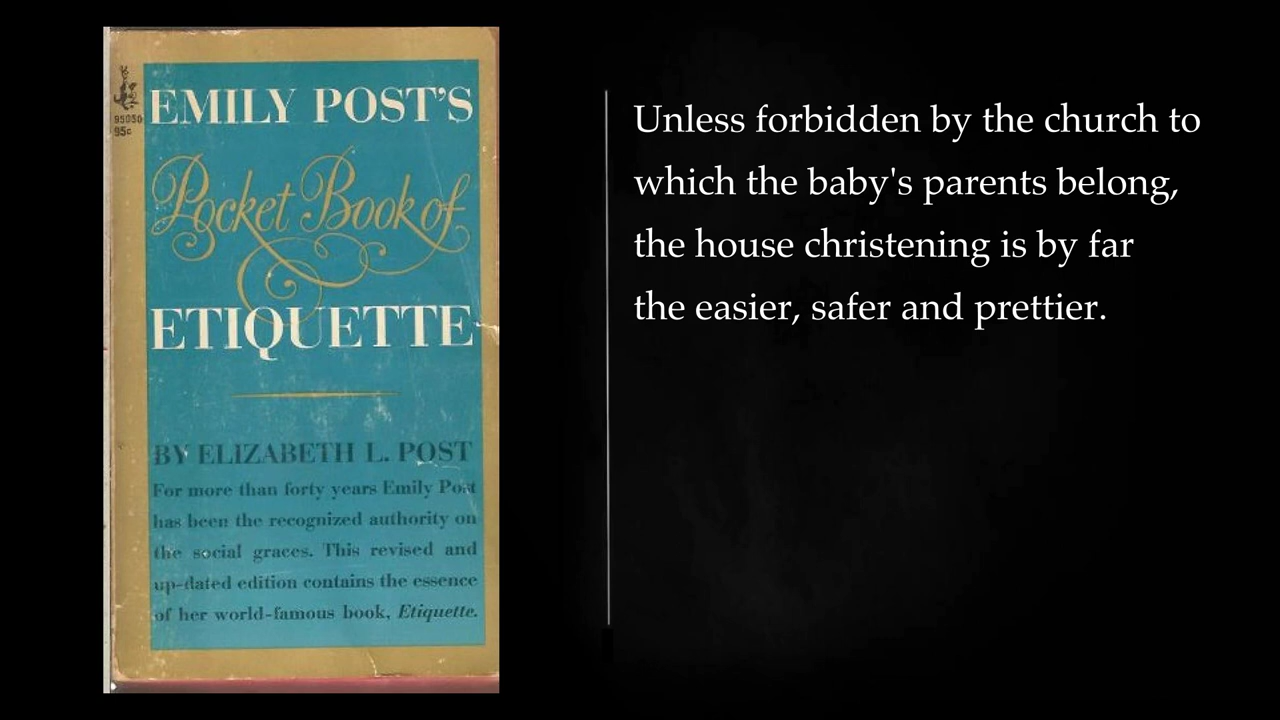 95050
95c
EMILY POST'S
Pocket Book of
ETIQUETTE
BY ELIZABETH L. POST
For more than forty years Emily Post
has been the recognized authority on
the social graces. This revised and
up-dated edition contains the essence
of her world-famous book, Etiquette.
Unless forbidden by the church to
which the baby's parents belong,
the house christening is by far
the easier, safer and prettier.